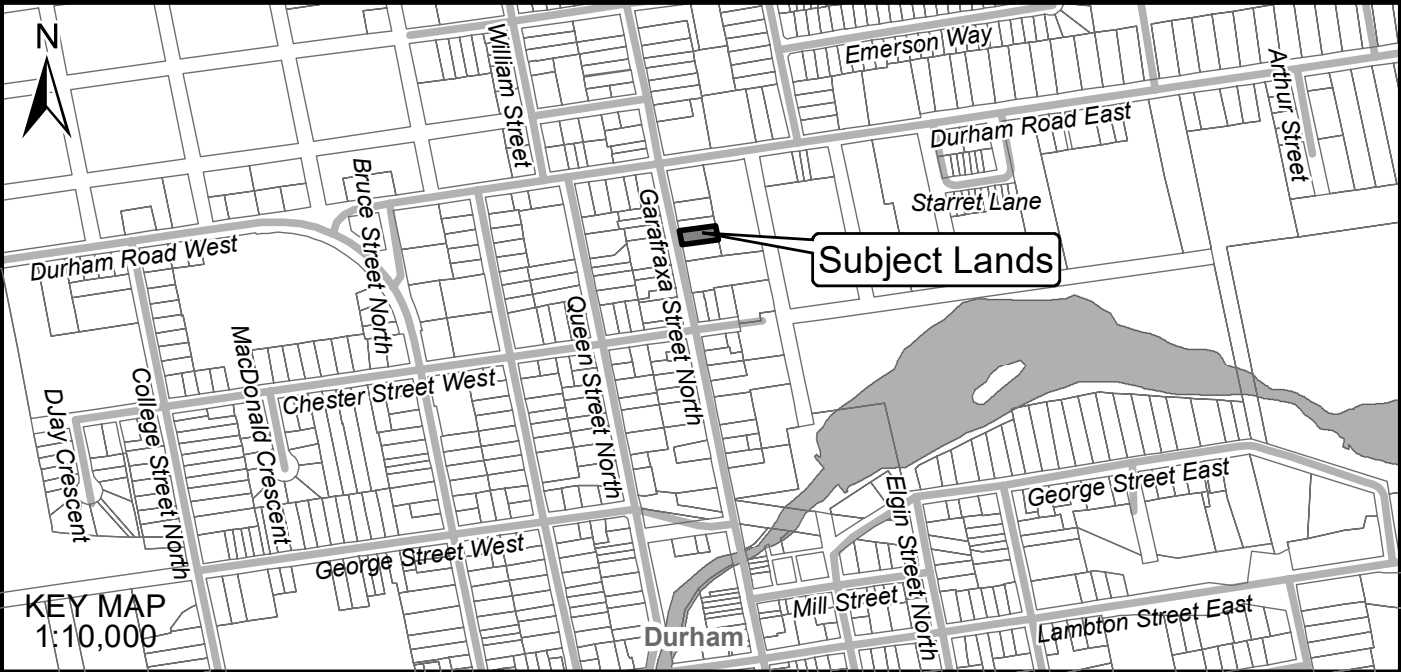 N
William Street
Emerson Way
Arthur Street
Durham Road East
Bruce Street North
Starret Lane
Garafraxa Street North
Durham Road West
Subject Lands
Queen Street North
MacDonald Crescent
College Street North
Chester Street West
DJay Crescent
George Street East
Elgin Street North
George Street West
KEY MAP
1:10,000
Mill Street
Lambton Street East
Durham